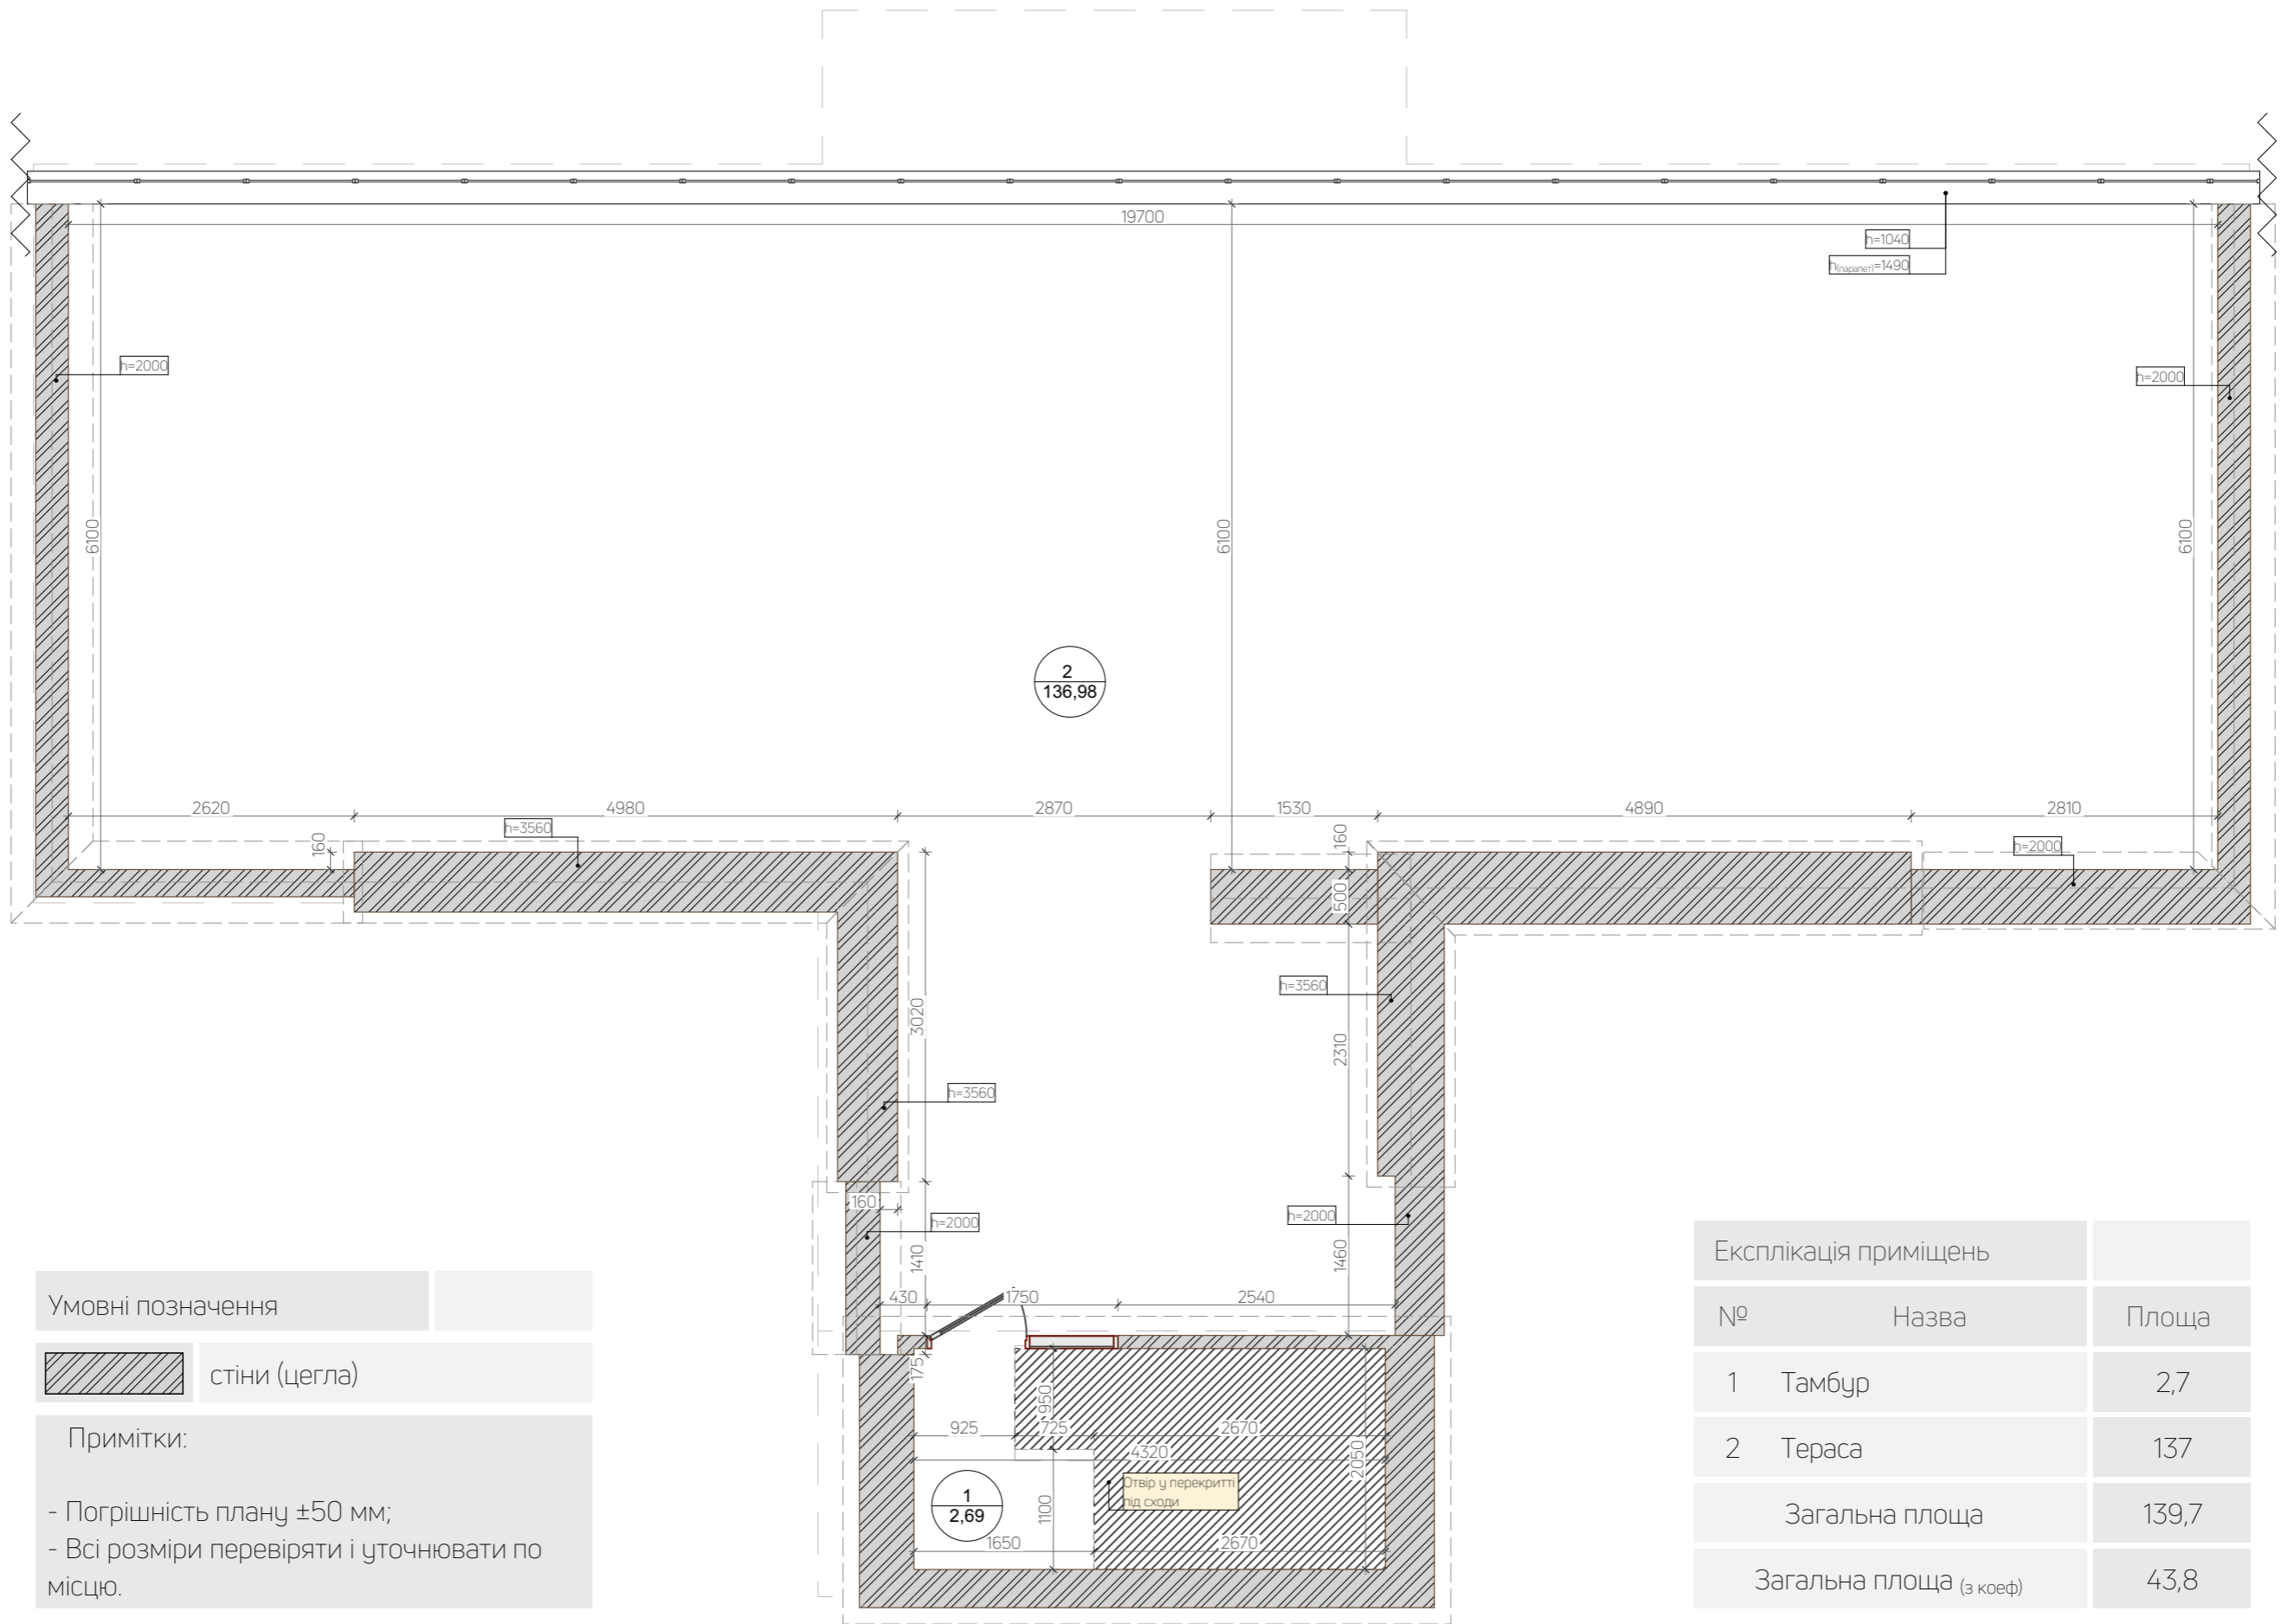 19700
h=1040
h(парапет)=1490
h=2000
h=2000
6100
6100
6100
2
136,98
2620
4980
2870
1530
4890
2810
160
h=3560
160
h=2000
500
3020
h=3560
2310
h=3560
160
h=2000
h=2000
1410
1460
430
1750
2540
175
950
925
725
2670
4320
2050
Отвір у перекритті
під сходи
1
2,69
1100
1650
2670
Умовні позначення
стіни (цегла)
Примітки:
- Погрішність плану ±50 мм;
- Всі розміри перевіряти і уточнювати по
місцю.
Експлікація приміщень
№ Назва Площа
1 Тамбур 2,7
2 Тераса 137
Загальна площа 139,7
Загальна площа (з коеф) 43,8